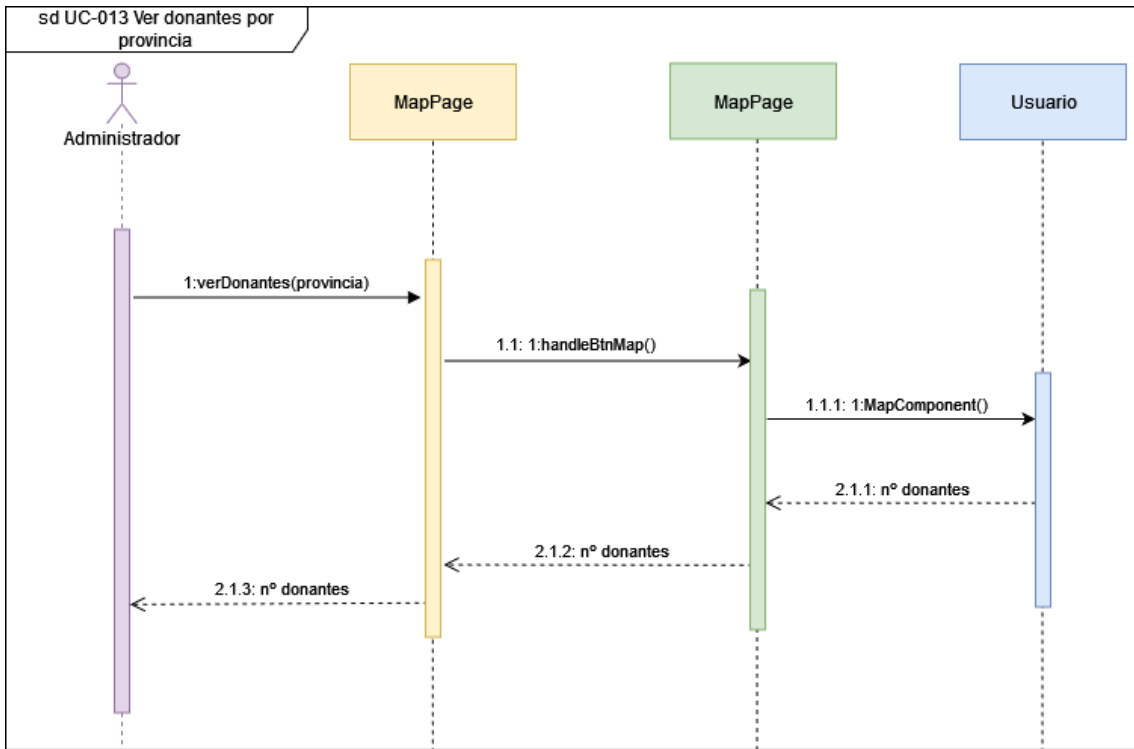 sd UC-013 Ver donantes por
provincia
Administrador
MapPage
MapPage
Usuario
1:verDonantes(provincia)
1.1: 1:handleBtnMap()
1.1.1: 1:MapComponent()
2.1.1: nº donantes
2.1.2: nº donantes
2.1.3: nº donantes